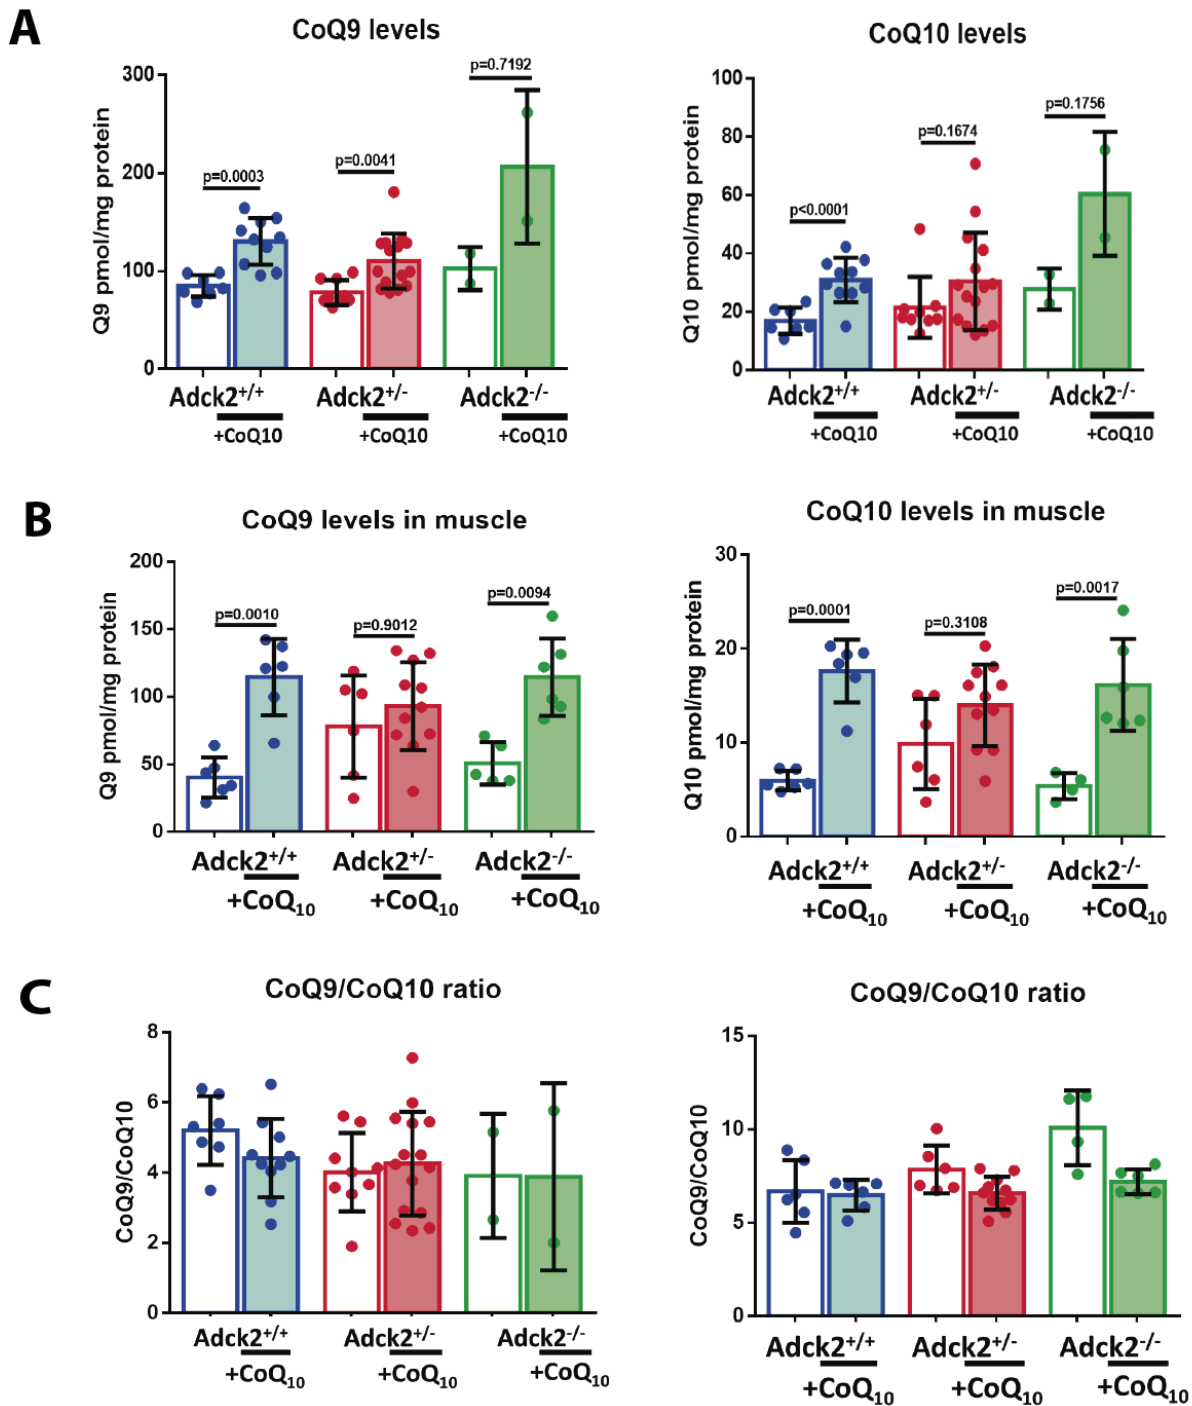 A
CoQ9 levels
Q9 pmol/mg protein
300
200
100
0
p=0.0003
p=0.0041
p=0.7192
Adck2+/+
Adck2+/-
Adck2-/-
+CoQ10
+CoQ10
+CoQ10
CoQ10 levels
Q10 pmol/mg protein
100
80
60
40
20
0
p<0.0001
p=0.1674
p=0.1756
Adck2+/+
Adck2+/-
Adck2-/-
+CoQ10
+CoQ10
+CoQ10
B
CoQ9 levels in muscle
Q9 pmol/mg protein
200
150
100
50
0
p=0.0010
p=0.9012
p=0.0094
Adck2+/+
Adck2+/-
Adck2-/-
+CoQ10
+CoQ10
+CoQ10
CoQ10 levels in muscle
Q10 pmol/mg protein
30
20
10
0
p=0.0001
p=0.3108
p=0.0017
Adck2+/+
Adck2+/-
Adck2-/-
+CoQ10
+CoQ10
+CoQ10
C
CoQ9/CoQ10 ratio
CoQ9/CoQ10
8
6
4
2
0
Adck2+/+
Adck2+/-
Adck2-/-
+CoQ10
+CoQ10
+CoQ10
CoQ9/CoQ10 ratio
CoQ9/CoQ10
15
10
5
0
Adck2+/+
Adck2+/-
Adck2-/-
+CoQ10
+CoQ10
+CoQ10